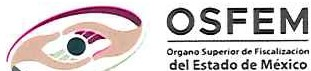 OSFEM
Órgano Superior de Fiscalización
del Estado de México